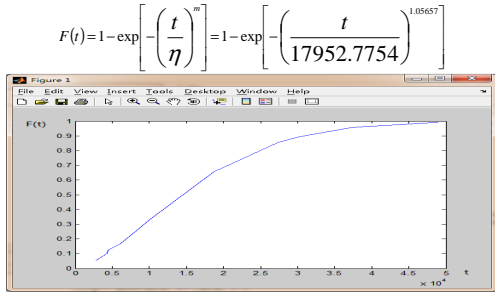 F(t)=1-exp[-(t/η)^m]=1-exp[-(t/17952.7754)^1.05657]
Figure 1
File Edit View Insert Tools Desktop Window Help
F(t)
1
0.9
0.8
0.7
0.6
0.5
0.4
0.3
0.2
0.1
0
0 0.5 1 1.5 2 2.5 3 3.5 4 4.5 5 t
× 10^4